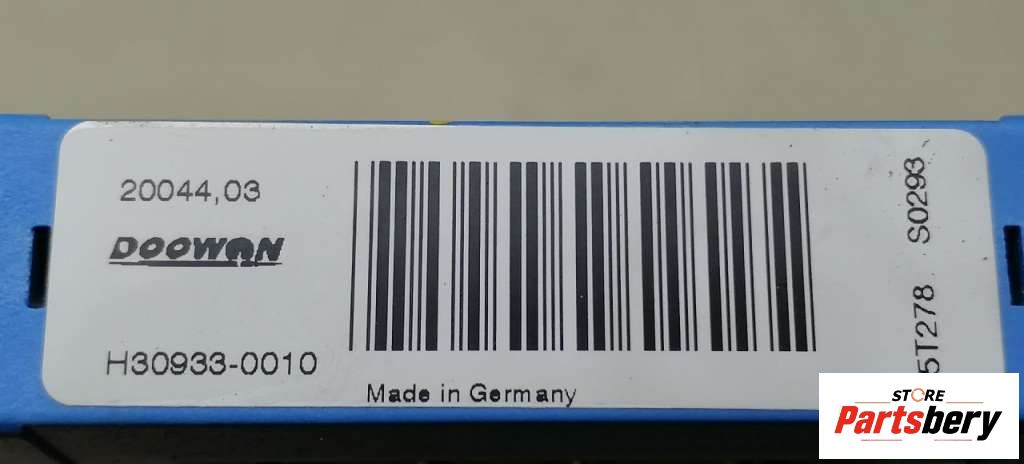 20044,03
DOOWON
H30933-0010
Made in Germany
5T278 S0293
STORE
Partsbery